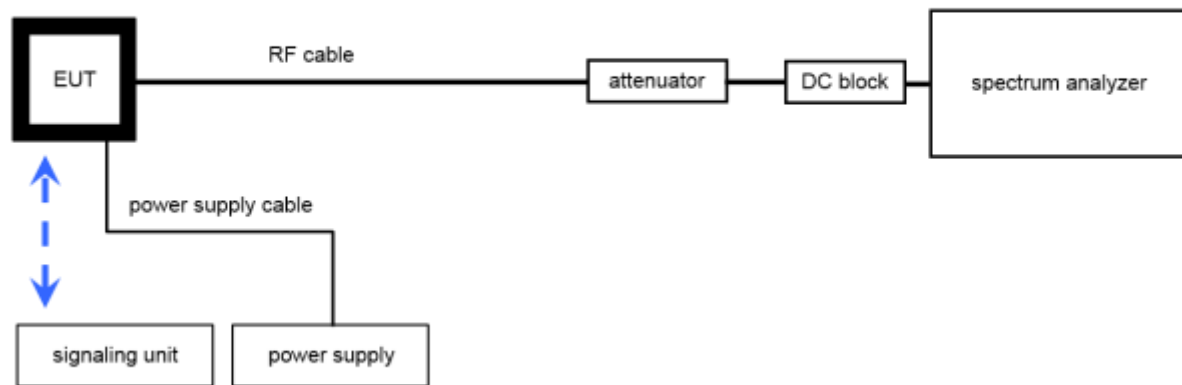 EUT
RF cable
attenuator
DC block
spectrum analyzer
power supply cable
signaling unit
power supply